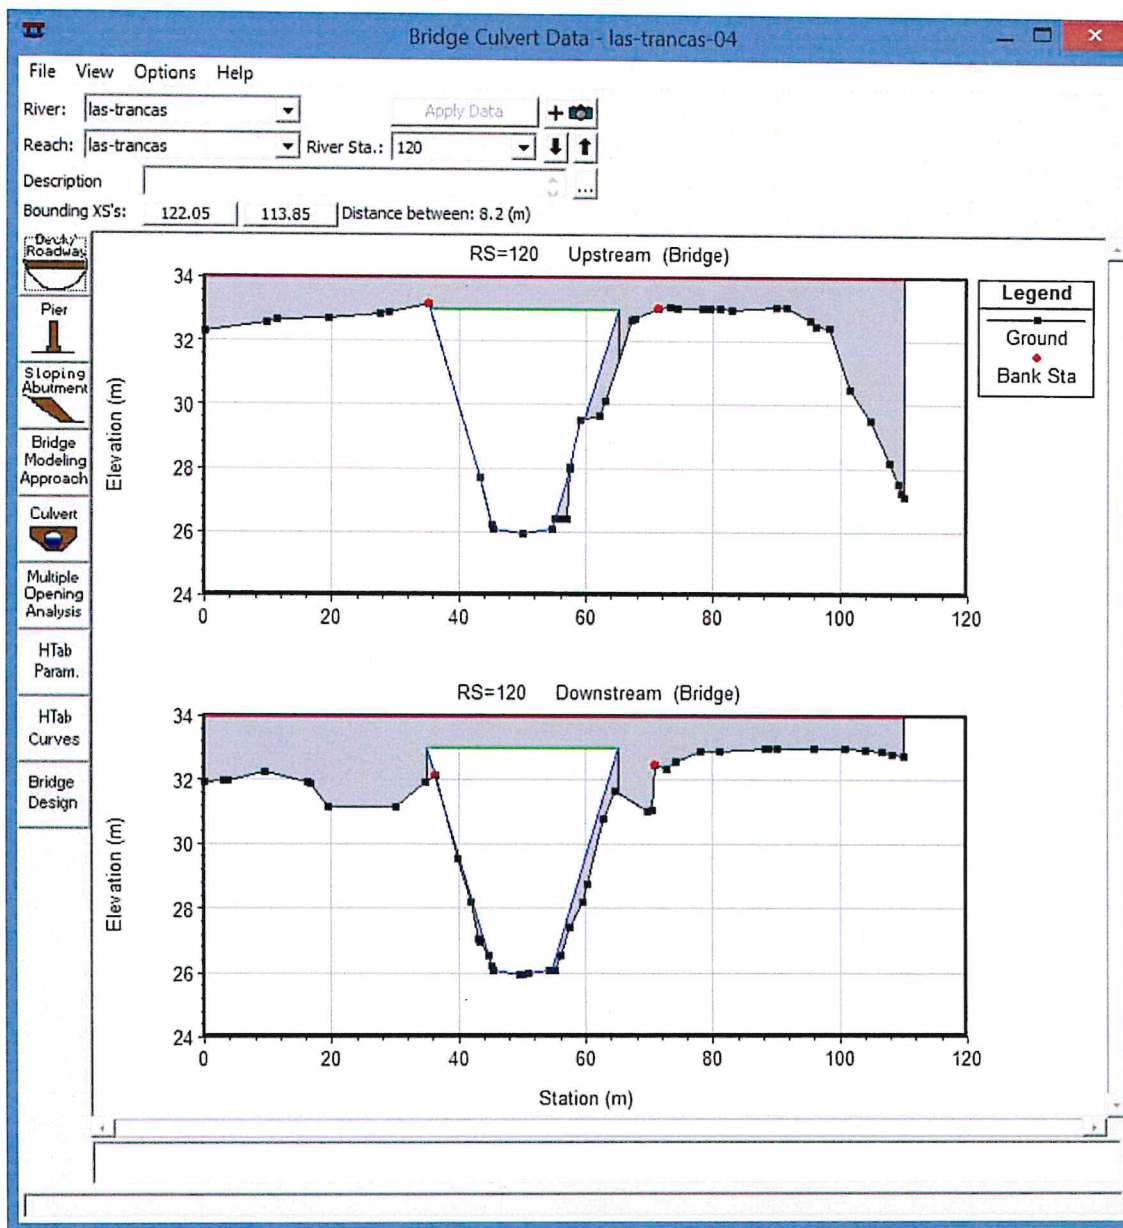 Bridge Culvert Data - las-trancas-04
File View Options Help
River: las-trancas Apply Data
Reach: las-trancas River Sta.: 120
Description ...
Bounding XS's: 122.05 113.85 Distance between: 8.2 (m)
Deck/
Roadway
Pier
Sloping
Abutment
Bridge
Modeling
Approach
Culvert
Multiple
Opening
Analysis
HTab
Param.
HTab
Curves
Bridge
Design
RS=120 Upstream (Bridge)
Elevation (m)
34
32
30
28
26
24
0 20 40 60 80 100 120
Legend
Ground
Bank Sta
RS=120 Downstream (Bridge)
Elevation (m)
34
32
30
28
26
24
0 20 40 60 80 100 120
Station (m)